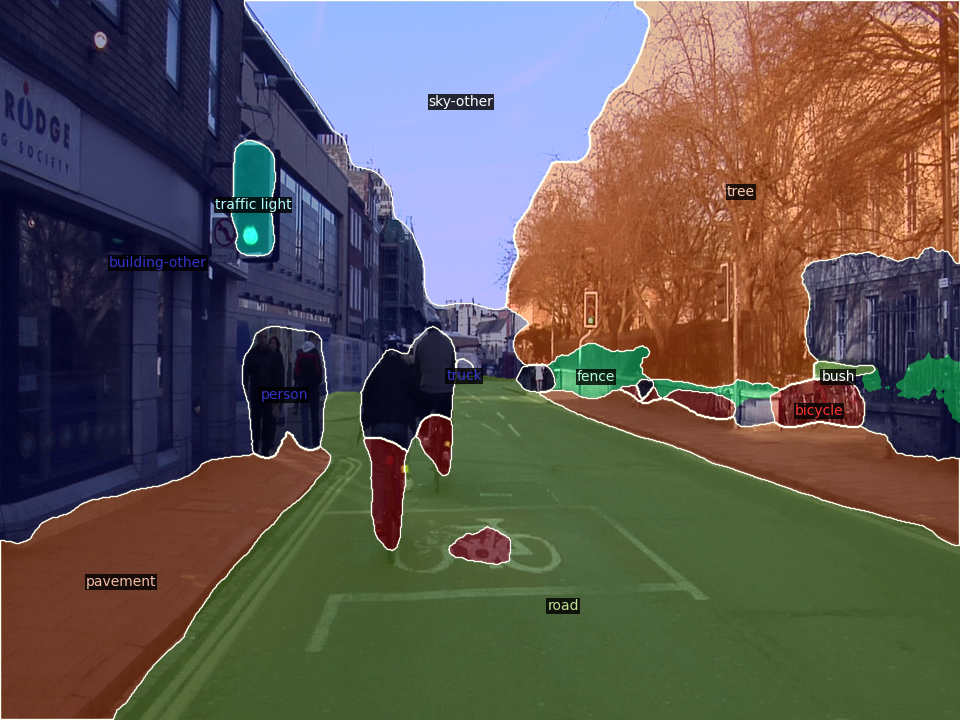 RIDGE
G SOCIETY
sky-other
traffic light
tree
building-other
truck
fence
bush
person
bicycle
pavement
road